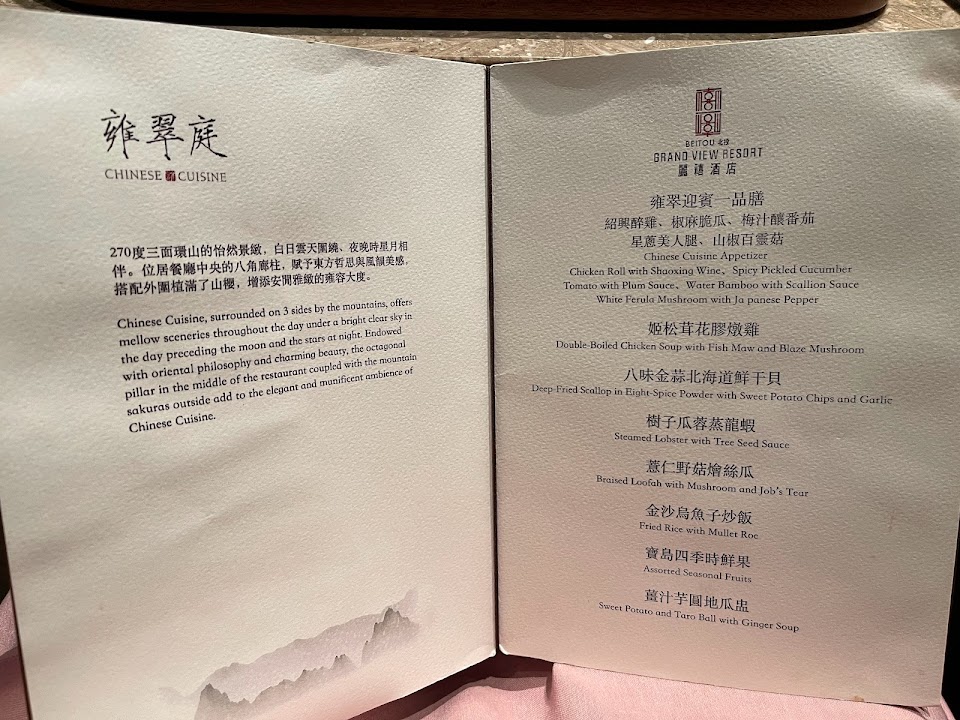 雍翠庭
CHINESE CUISINE
270度三面環山的怡然景緻，白日雲天圍繞、夜晚時星月相
伴。位居餐廳中央的八角廊柱，賦予東方哲思與風韻美感，
搭配外圍植滿了山櫻，增添安閒雅緻的雍容大度。
Chinese Cuisine, surrounded on 3 sides by the mountains, offers
mellow sceneries throughout the day under a bright clear sky in
the day preceding the moon and the stars at night. Endowed
with oriental philosophy and charming beauty, the octagonal
pillar in the middle of the restaurant coupled with the mountain
sakuras outside add to the elegant and munificent ambience of
Chinese Cuisine.
BEITOU 北投
GRAND VIEW RESORT
麗禧酒店
雍翠迎賓一品膳
紹興醉雞、椒麻脆瓜、梅汁釀番茄
星蔥美人腿、山椒百靈菇
Chinese Cuisine Appetizer
Chicken Roll with Shaoxing Wine、Spicy Pickled Cucumber
Tomato with Plum Sauce、Water Bamboo with Scallion Sauce
White Ferula Mushroom with Ja panese Pepper
姬松茸花膠燉雞
Double-Boiled Chicken Soup with Fish Maw and Blaze Mushroom
八味金蒜北海道鮮干貝
Deep-Fried Scallop in Eight-Spice Powder with Sweet Potato Chips and Garlic
樹子瓜蓉蒸龍蝦
Steamed Lobster with Tree Seed Sauce
薏仁野菇燴絲瓜
Braised Loofah with Mushroom and Job's Tear
金沙烏魚子炒飯
Fried Rice with Mullet Roe
寶島四季時鮮果
Assorted Seasonal Fruits
薑汁芋圓地瓜盅
Sweet Potato and Taro Ball with Ginger Soup